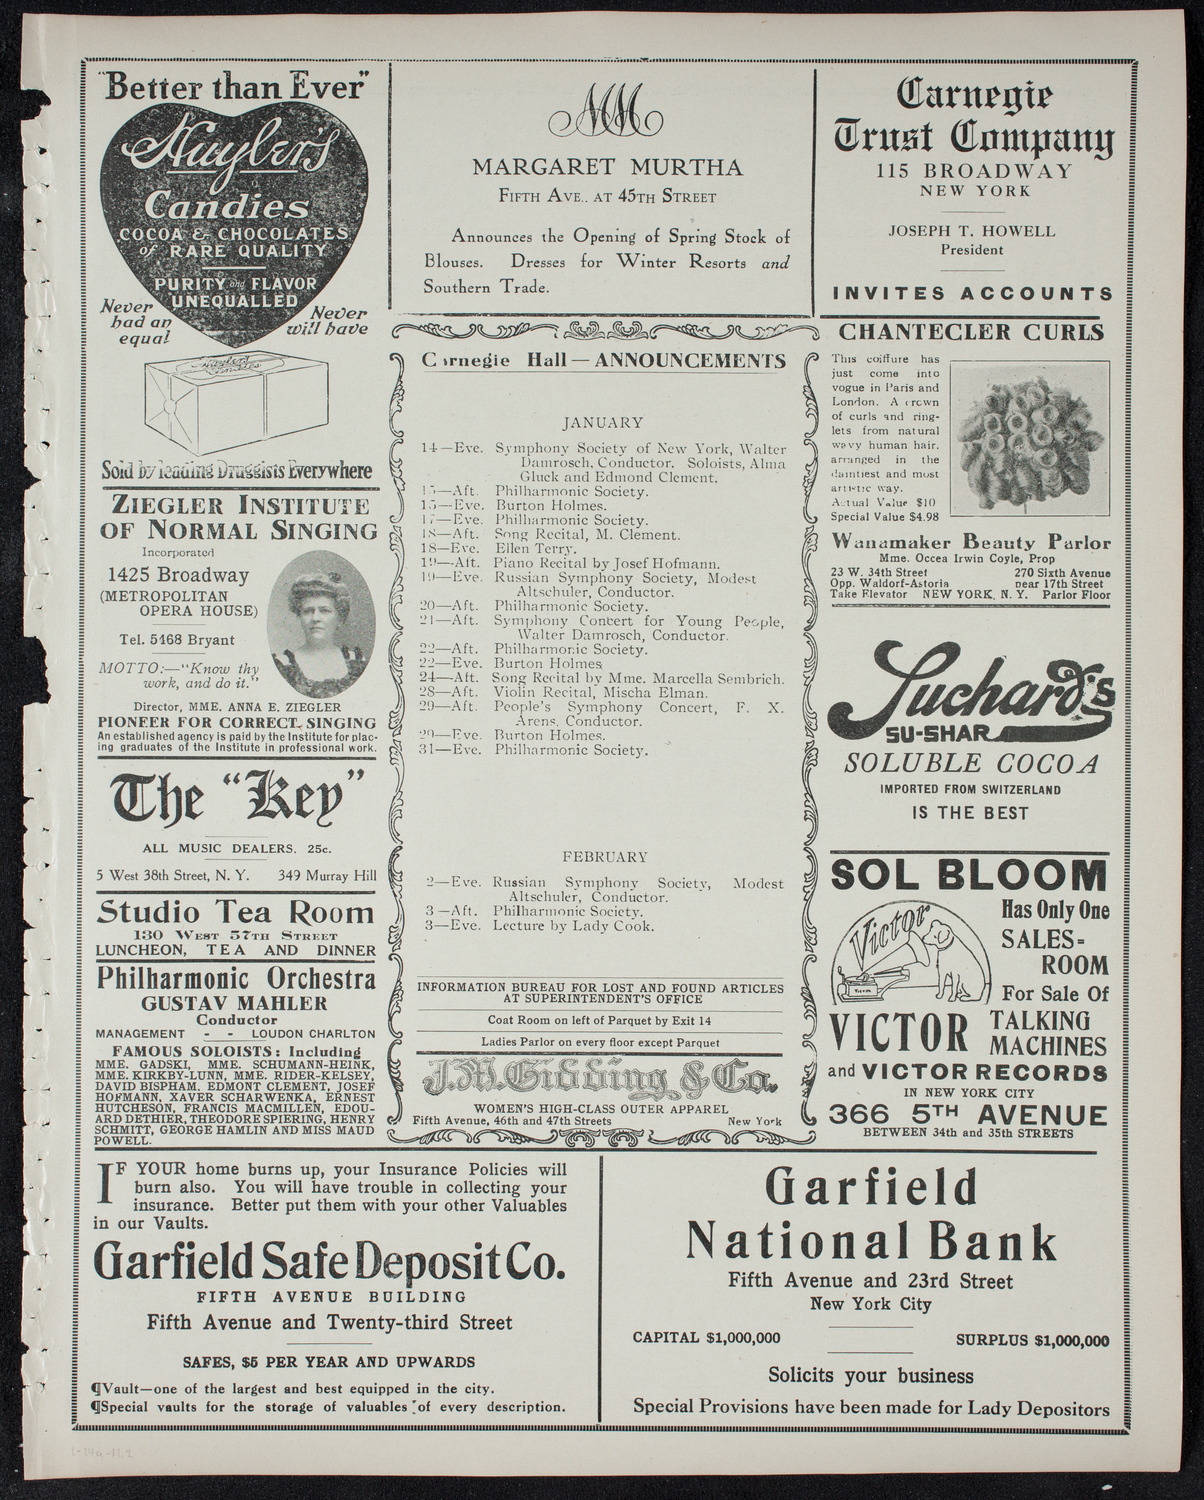 "Better than Ever"
Huyler's
Candies
COCOA & CHOCOLATES
of RARE QUALITY
PURITY and FLAVOR
UNEQUALLED
Never
had an
equal
Never
will have
Huyler's
Candies
Sold by leading Druggists Everywhere
ZIEGLER INSTITUTE
OF NORMAL SINGING
Incorporated
1425 Broadway
(METROPOLITAN
OPERA HOUSE)
Tel. 5468 Bryant
MOTTO:—"Know thy
work, and do it."
Director, MME. ANNA E. ZIEGLER
PIONEER FOR CORRECT SINGING
An established agency is paid by the Institute for plac-
ing graduates of the Institute in professional work.
The "Key"
ALL MUSIC DEALERS. 25c.
5 West 38th Street, N. Y. 349 Murray Hill
Studio Tea Room
130 WEST 57TH STREET
LUNCHEON, TEA AND DINNER
Philharmonic Orchestra
GUSTAV MAHLER
Conductor
MANAGEMENT - - LOUDON CHARLTON
FAMOUS SOLOISTS: Including
MME. GADSKI, MME. SCHUMANN-HEINK,
MME. KIRKBY-LUNN, MME. RIDER-KELSEY,
DAVID BISPHAM, EDMONT CLEMENT, JOSEF
HOFMANN, XAVER SCHARWENKA, ERNEST
HUTCHESON, FRANCIS MACMILLEN, EDOU-
ARD DETHIER, THEODORE SPIERING, HENRY
SCHMITT, GEORGE HAMLIN AND MISS MAUD
POWELL.
MM
MARGARET MURTHA
FIFTH AVE.. AT 45TH STREET
Announces the Opening of Spring Stock of
Blouses. Dresses for Winter Resorts and
Southern Trade.
Carnegie Hall—ANNOUNCEMENTS
JANUARY
14—Eve. Symphony Society of New York, Walter
Damrosch, Conductor. Soloists, Alma
Gluck and Edmond Clement.
15—Aft. Philharmonic Society.
15—Eve. Burton Holmes.
17—Eve. Philharmonic Society.
18—Aft. Song Recital, M. Clement.
18—Eve. Ellen Terry.
19—Aft. Piano Recital by Josef Hofmann.
19—Eve. Russian Symphony Society, Modest
Altschuler, Conductor.
20—Aft. Philharmonic Society.
21—Aft. Symphony Concert for Young People,
Walter Damrosch, Conductor.
22—Aft. Philharmonic Society.
22—Eve. Burton Holmes
24—Aft. Song Recital by Mme. Marcella Sembrich.
28—Aft. Violin Recital, Mischa Elman.
29—Aft. People's Symphony Concert, F. X.
Arens, Conductor.
29—Eve. Burton Holmes.
31—Eve. Philharmonic Society.
FEBRUARY
2—Eve. Russian Symphony Society, Modest
Altschuler, Conductor.
3—Aft. Philharmonic Society.
3—Eve. Lecture by Lady Cook.
INFORMATION BUREAU FOR LOST AND FOUND ARTICLES
AT SUPERINTENDENT'S OFFICE
Coat Room on left of Parquet by Exit 14
Ladies Parlor on every floor except Parquet
J.M. Gidding & Co.
WOMEN'S HIGH-CLASS OUTER APPAREL
Fifth Avenue, 46th and 47th Streets New York
Carnegie
Trust Company
115 BROADWAY
NEW YORK
JOSEPH T. HOWELL
President
INVITES ACCOUNTS
CHANTECLER CURLS
This coiffure has
just come into
vogue in Paris and
London. A crown
of curls and ring-
lets from natural
wavy human hair,
arranged in the
daintiest and most
artistic way.
Actual Value $10
Special Value $4.98
Wanamaker Beauty Parlor
Mme. Occea Irwin Coyle, Prop
23 W. 34th Street 270 Sixth Avenue
Opp. Waldorf-Astoria near 17th Street
Take Elevator NEW YORK, N. Y. Parlor Floor
Suchard's
SU-SHAR
SOLUBLE COCOA
IMPORTED FROM SWITZERLAND
IS THE BEST
SOL BLOOM
Victor
Has Only One
SALES-
ROOM
For Sale Of
VICTOR TALKING
MACHINES
and VICTOR RECORDS
IN NEW YORK CITY
366 5TH AVENUE
BETWEEN 34th and 35th STREETS
IF YOUR home burns up, your Insurance Policies will
burn also. You will have trouble in collecting your
insurance. Better put them with your other Valuables
in our Vaults.
Garfield Safe Deposit Co.
FIFTH AVENUE BUILDING
Fifth Avenue and Twenty-third Street
SAFES, $5 PER YEAR AND UPWARDS
¶Vault—one of the largest and best equipped in the city.
¶Special vaults for the storage of valuables of every description.
Garfield
National Bank
Fifth Avenue and 23rd Street
New York City
CAPITAL $1,000,000 SURPLUS $1,000,000
Solicits your business
Special Provisions have been made for Lady Depositors